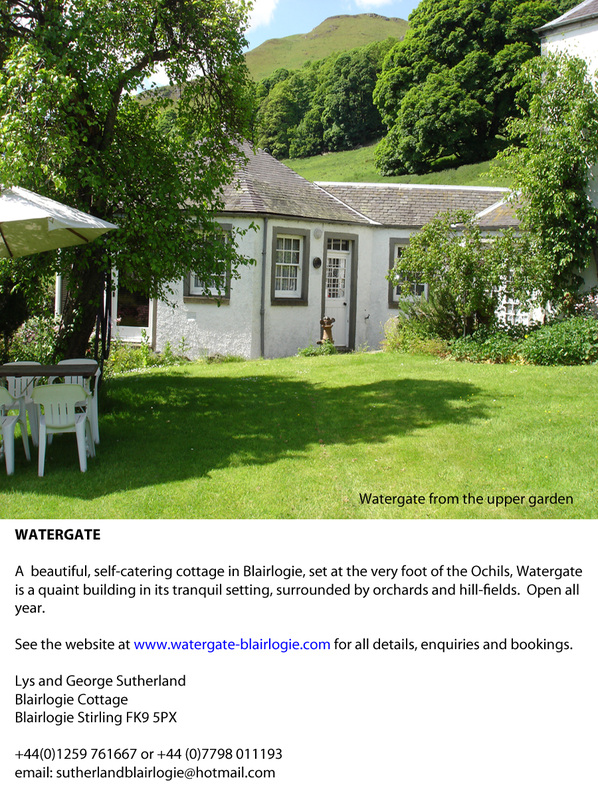 Watergate from the upper garden
WATERGATE
A  beautiful, self-catering cottage in Blairlogie, set at the very foot of the Ochils, Watergate
is a quaint building in its tranquil setting, surrounded by orchards and hill-fields.  Open all
year.
See the website at www.watergate-blairlogie.com for all details, enquiries and bookings.
Lys and George Sutherland
Blairlogie Cottage
Blairlogie Stirling FK9 5PX
+44(0)1259 761667 or +44 (0)7798 011193
email: sutherlandblairlogie@hotmail.com